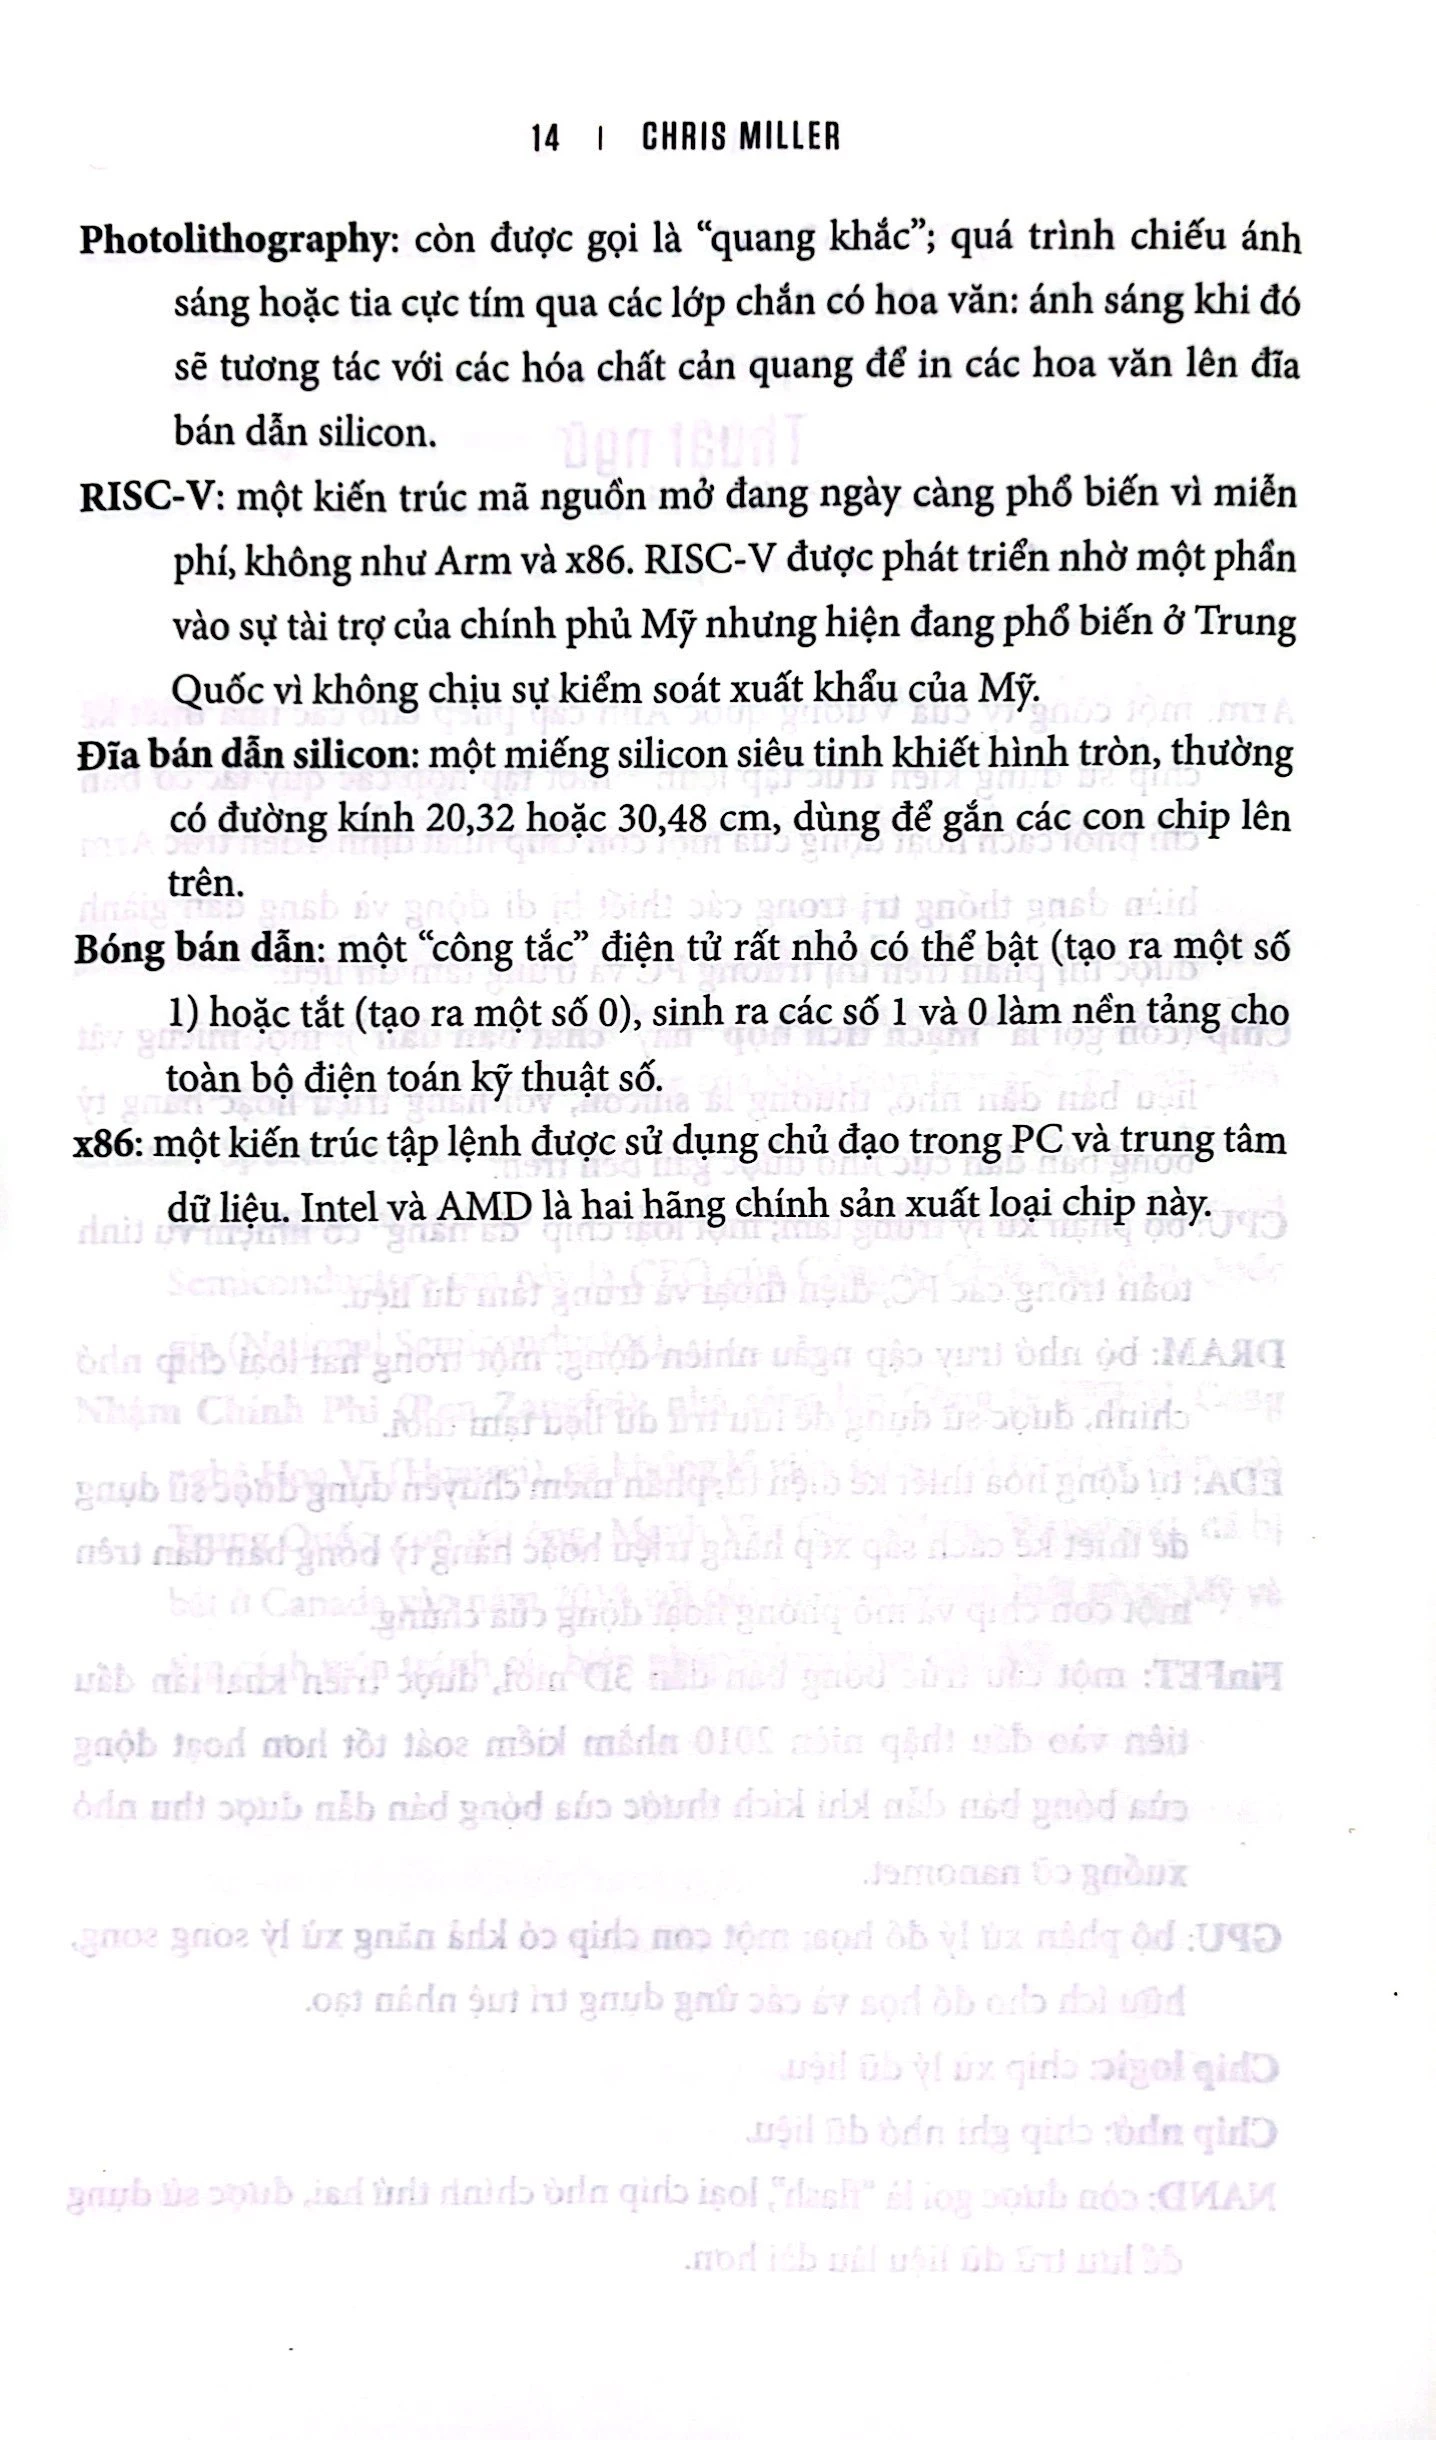 14 | CHRIS MILLER
Photolithography: còn được gọi là “quang khắc”; quá trình chiếu ánh
sáng hoặc tia cực tím qua các lớp chắn có hoa văn: ánh sáng khi đó
sẽ tương tác với các hóa chất cản quang để in các hoa văn lên đĩa
bán dẫn silicon.
RISC-V: một kiến trúc mã nguồn mở đang ngày càng phổ biến vì miễn
phí, không như Arm và x86. RISC-V được phát triển nhờ một phần
vào sự tài trợ của chính phủ Mỹ nhưng hiện đang phổ biến ở Trung
Quốc vì không chịu sự kiểm soát xuất khẩu của Mỹ.
Đĩa bán dẫn silicon: một miếng silicon siêu tinh khiết hình tròn, thường
có đường kính 20,32 hoặc 30,48 cm, dùng để gắn các con chip lên
trên.
Bóng bán dẫn: một “công tắc” điện tử rất nhỏ có thể bật (tạo ra một số
1) hoặc tắt (tạo ra một số 0), sinh ra các số 1 và 0 làm nền tảng cho
toàn bộ điện toán kỹ thuật số.
x86: một kiến trúc tập lệnh được sử dụng chủ đạo trong PC và trung tâm
dữ liệu. Intel và AMD là hai hãng chính sản xuất loại chip này.